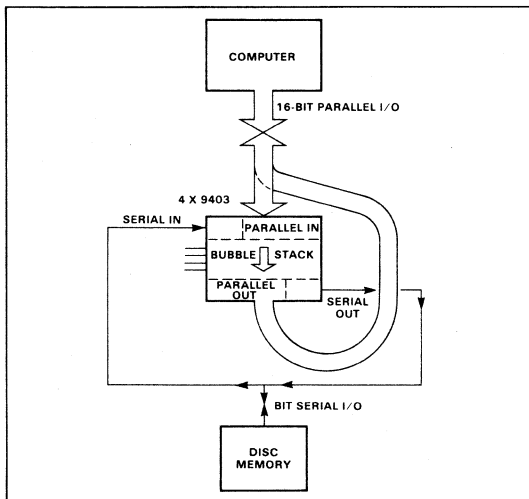 COMPUTER
16-BIT PARALLEL I/O
4 X 9403
SERIAL IN
PARALLEL IN
BUBBLE STACK
PARALLEL
OUT
SERIAL
OUT
BIT SERIAL I/O
DISC
MEMORY